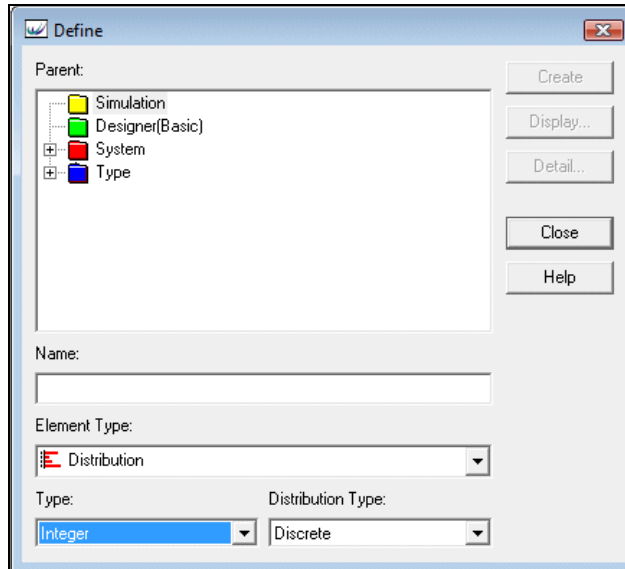 Define
Parent:
Create
Simulation
Designer(Basic)
Display...
System
Type
Detail...
Close
Help
Name:
Element Type:
Distribution
Type:
Distribution Type:
Integer
Discrete